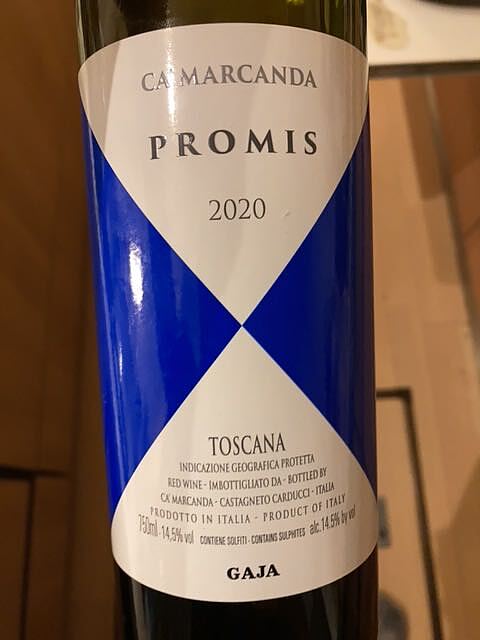 CA'MARCANDA
PROMIS
2020
TOSCANA
INDICAZIONE GEOGRAFICA PROTETTA
RED WINE - IMBOTTIGLIATO DA - BOTTLED BY
CA' MARCANDA - CASTAGNETO CARDUCCI - ITALIA
PRODOTTO IN ITALIA - PRODUCT OF ITALY
750ml - 14,5% vol CONTIENE SOLFITI - CONTAINS SULPHITES alc.14.5% by vol
GAJA